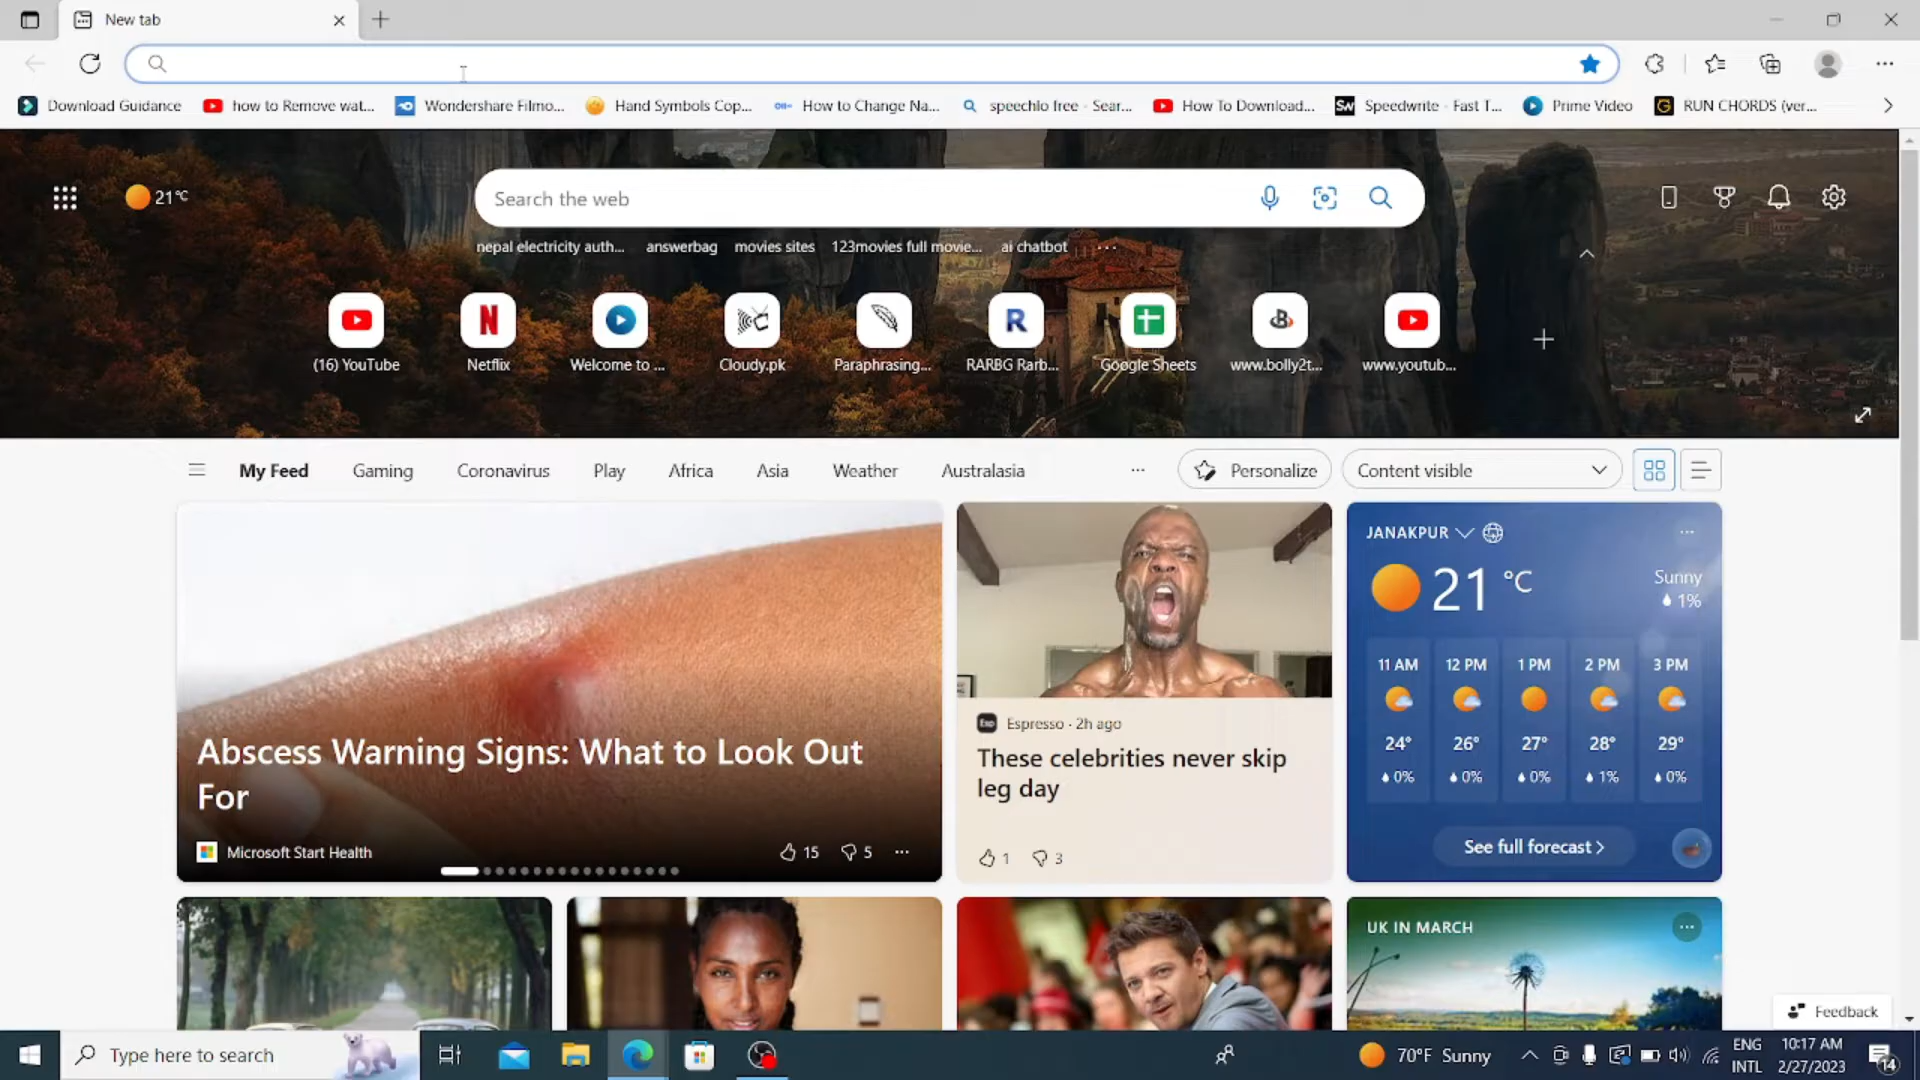 New tab
Download Guidance
how to Remove wat...
Wondershare Filmo...
Hand Symbols Cop...
How to Change Na...
speechlo free - Sear...
How To Download...
Speedwrite - Fast T...
Prime Video
RUN CHORDS (ver...
21°C
Search the web
nepal electricity auth... answerbag movies sites 123movies full movie... ai chatbot ...
(16) YouTube
Netflix
Welcome to ...
Cloudy.pk
Paraphrasing...
RARBG Rarb...
Google Sheets
www.bolly2t...
www.youtub...
My Feed Gaming Coronavirus Play Africa Asia Weather Australasia ...
Personalize
Content visible
Abscess Warning Signs: What to Look Out
For
Microsoft Start Health
15 5
Espresso · 2h ago
These celebrities never skip
leg day
1 3
JANAKPUR
21 °C
Sunny
1%
11 AM 12 PM 1 PM 2 PM 3 PM
24° 26° 27° 28° 29°
0% 0% 0% 1% 0%
See full forecast
UK IN MARCH
Feedback
Type here to search
70°F Sunny
ENG
INTL
10:17 AM
2/27/2023
14